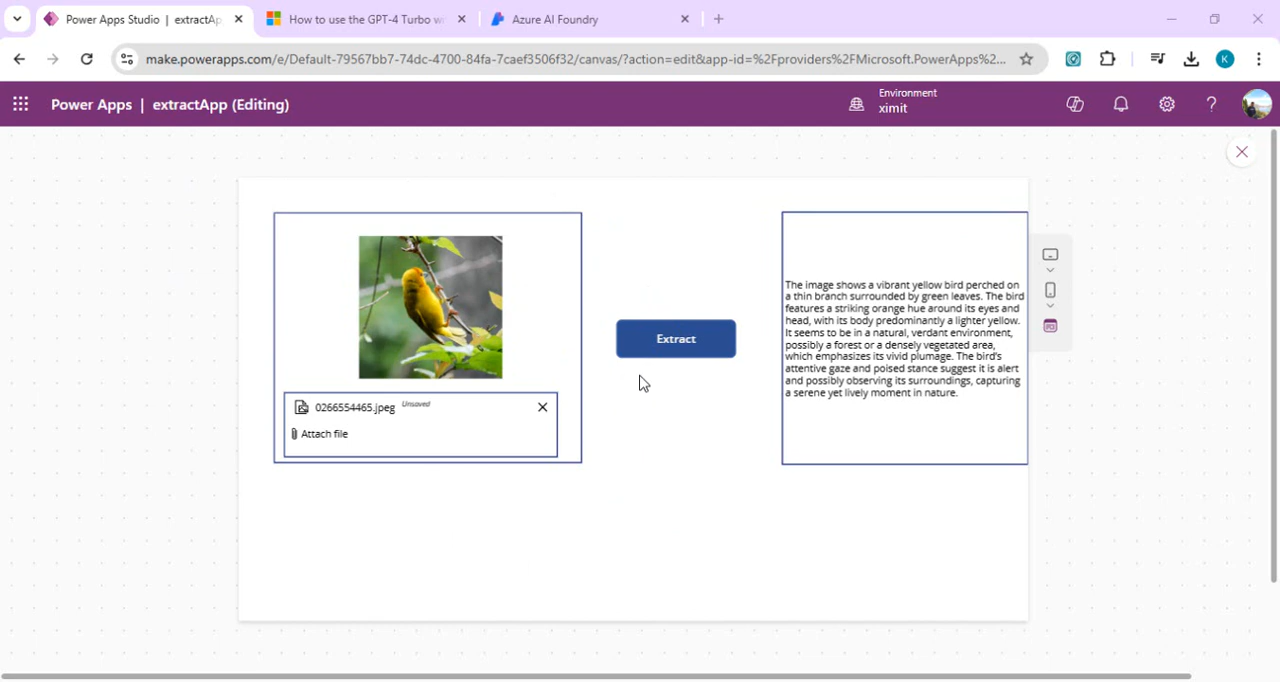 Power Apps Studio | extractAp
How to use the GPT-4 Turbo w
Azure AI Foundry
make.powerapps.com/e/Default-79567bb7-74dc-4700-84fa-7caef3506f32/canvas/?action=edit&app-id=%2Fproviders%2FMicrosoft.PowerApps%2...
K
Power Apps | extractApp (Editing)
Environment
ximit
The image shows a vibrant yellow bird perched on
a thin branch surrounded by green leaves. The bird
features a striking orange hue around its eyes and
head, with its body predominantly a lighter yellow.
It seems to be in a natural, verdant environment,
possibly a forest or a densely vegetated area,
which emphasizes its vivid plumage. The bird's
attentive gaze and poised stance suggest it is alert
and possibly observing its surroundings, capturing
a serene yet lively moment in nature.
Extract
0266554465.jpeg Unsaved
Attach file